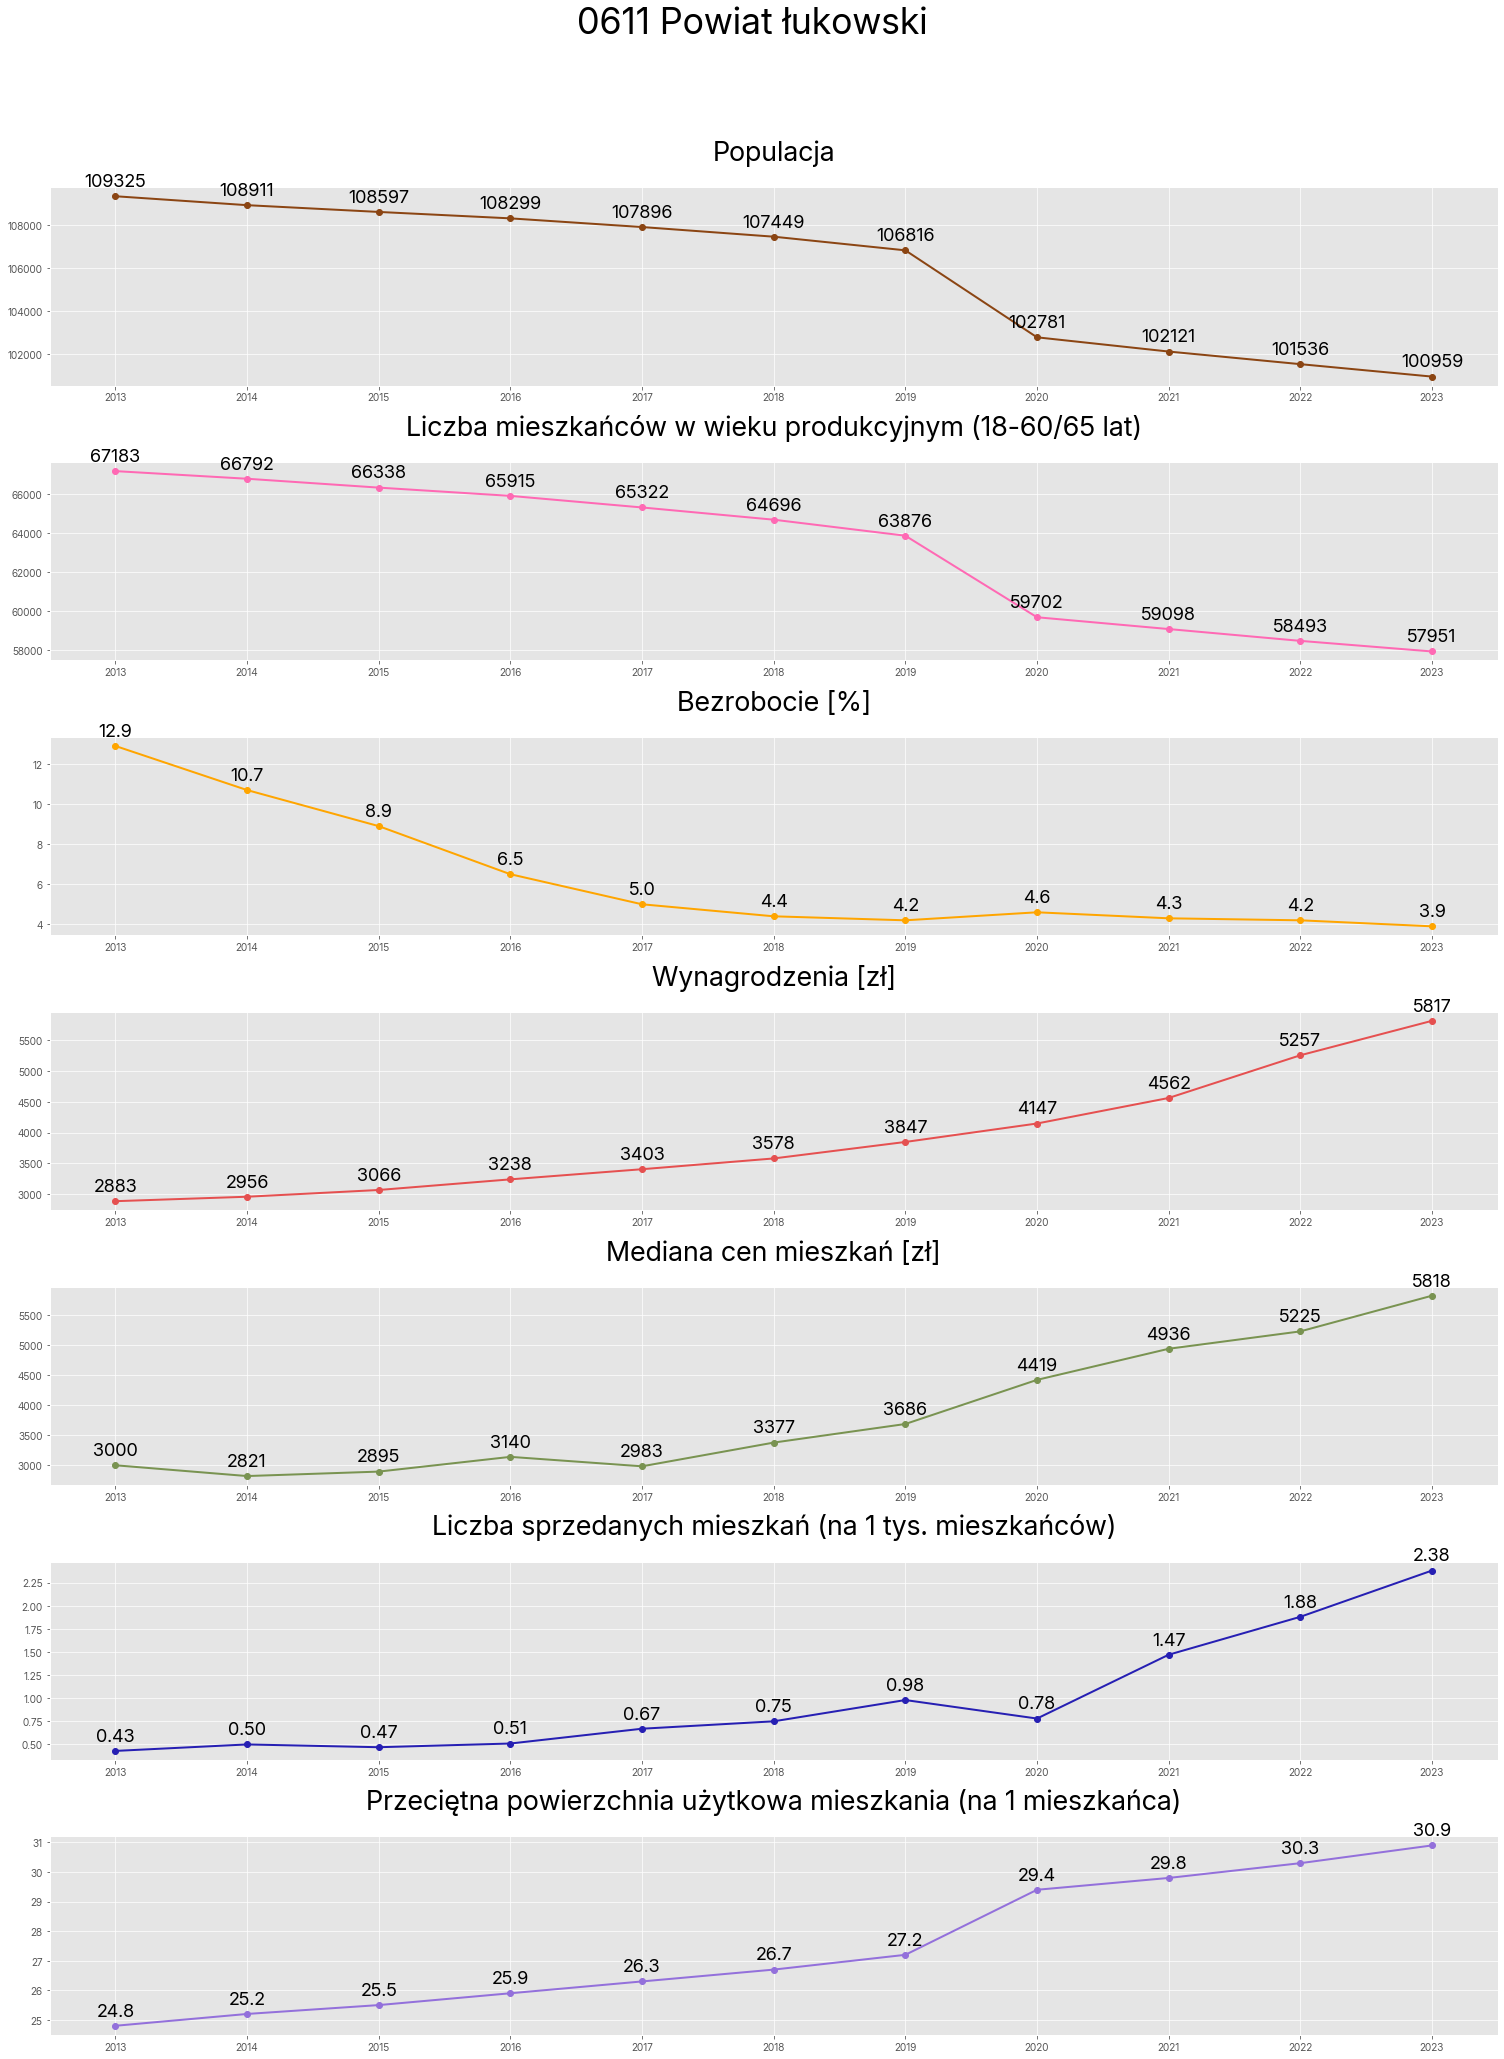 0611 Powiat łukowski
Populacja
109325 108911 108597 108299 107896 107449 106816 102781 102121 101536 100959
108000
106000
104000
102000
2013 2014 2015 2016 2017 2018 2019 2020 2021 2022 2023
Liczba mieszkańców w wieku produkcyjnym (18-60/65 lat)
67183 66792 66338 65915 65322 64696 63876 59702 59098 58493 57951
66000
64000
62000
60000
58000
2013 2014 2015 2016 2017 2018 2019 2020 2021 2022 2023
Bezrobocie [%]
12.9 10.7 8.9 6.5 5.0 4.4 4.2 4.6 4.3 4.2 3.9
12
10
8
6
4
2013 2014 2015 2016 2017 2018 2019 2020 2021 2022 2023
Wynagrodzenia [zł]
2883 2956 3066 3238 3403 3578 3847 4147 4562 5257 5817
5500
5000
4500
4000
3500
3000
2013 2014 2015 2016 2017 2018 2019 2020 2021 2022 2023
Mediana cen mieszkań [zł]
3000 2821 2895 3140 2983 3377 3686 4419 4936 5225 5818
5500
5000
4500
4000
3500
3000
2013 2014 2015 2016 2017 2018 2019 2020 2021 2022 2023
Liczba sprzedanych mieszkań (na 1 tys. mieszkańców)
0.43 0.50 0.47 0.51 0.67 0.75 0.98 0.78 1.47 1.88 2.38
2.25
2.00
1.75
1.50
1.25
1.00
0.75
0.50
2013 2014 2015 2016 2017 2018 2019 2020 2021 2022 2023
Przeciętna powierzchnia użytkowa mieszkania (na 1 mieszkańca)
24.8 25.2 25.5 25.9 26.3 26.7 27.2 29.4 29.8 30.3 30.9
31
30
29
28
27
26
25
2013 2014 2015 2016 2017 2018 2019 2020 2021 2022 2023